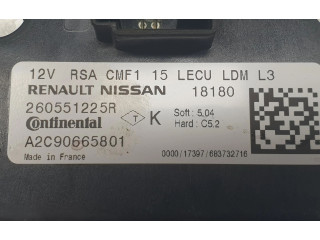 12V RSA CMF1 15 LECU LDM L3
RENAULT NISSAN 18180
260551225R
Continental T K Soft : 5.04
Hard : C5.2
A2C90665801
Made in France 0000/17397/683732716